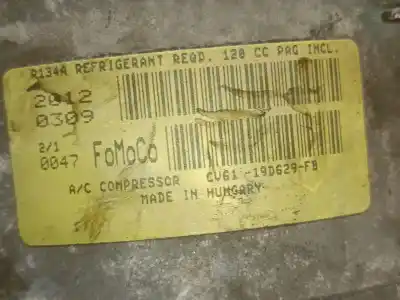 R134A REFRIGERANT REQD. 120 CC PAG INCL.
2012
0309
2/1
0047 FoMoCo
A/C COMPRESSOR CV61 -19D629-FB
MADE IN HUNGARY